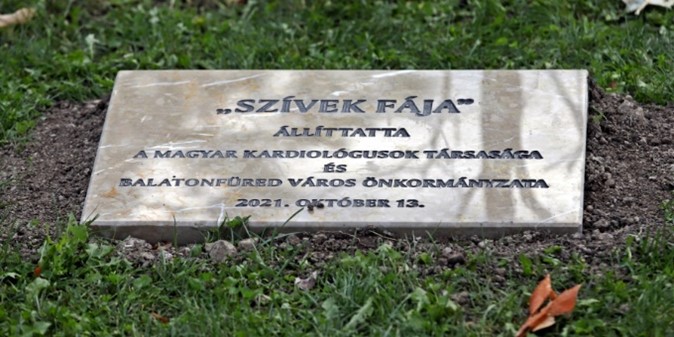 „SZÍVEK FÁJA”
ÁLLÍTTATTA
A MAGYAR KARDIOLÓGUSOK TÁRSASÁGA
ÉS
BALATONFÜRED VÁROS ÖNKORMÁNYZATA
2021. OKTÓBER 13.